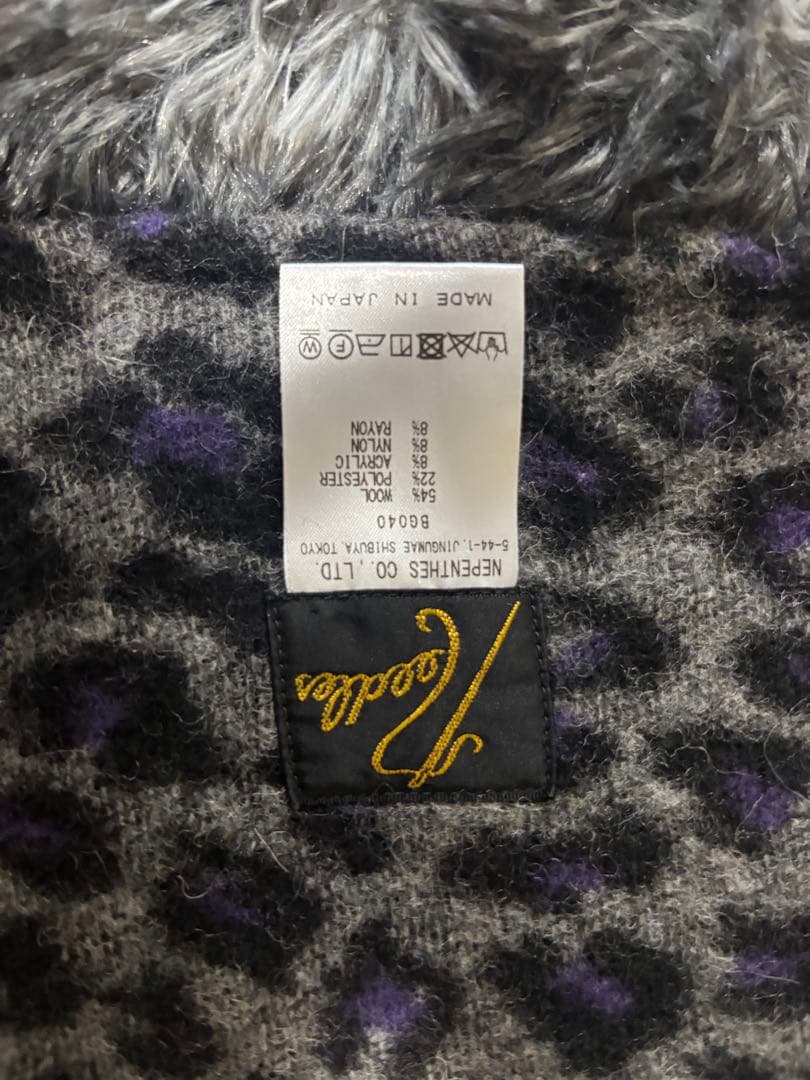 Needles
NEPENTHES CO., LTD.
5-44-1, JINGUMAE SHIBUYA, TOKYO
BG040
54% WOOL
22% POLYESTER
8% ACRYLIC
8% NYLON
8% RAYON
W F
MADE IN JAPAN